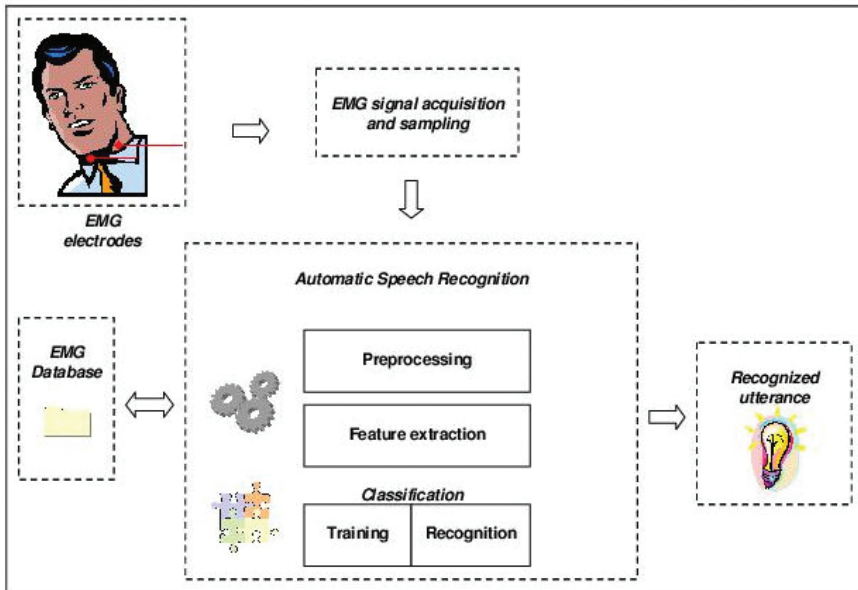 EMG signal acquisition
and sampling
EMG
electrodes
Automatic Speech Recognition
EMG
Database
Preprocessing
Feature extraction
Classification
Training
Recognition
Recognized
utterance